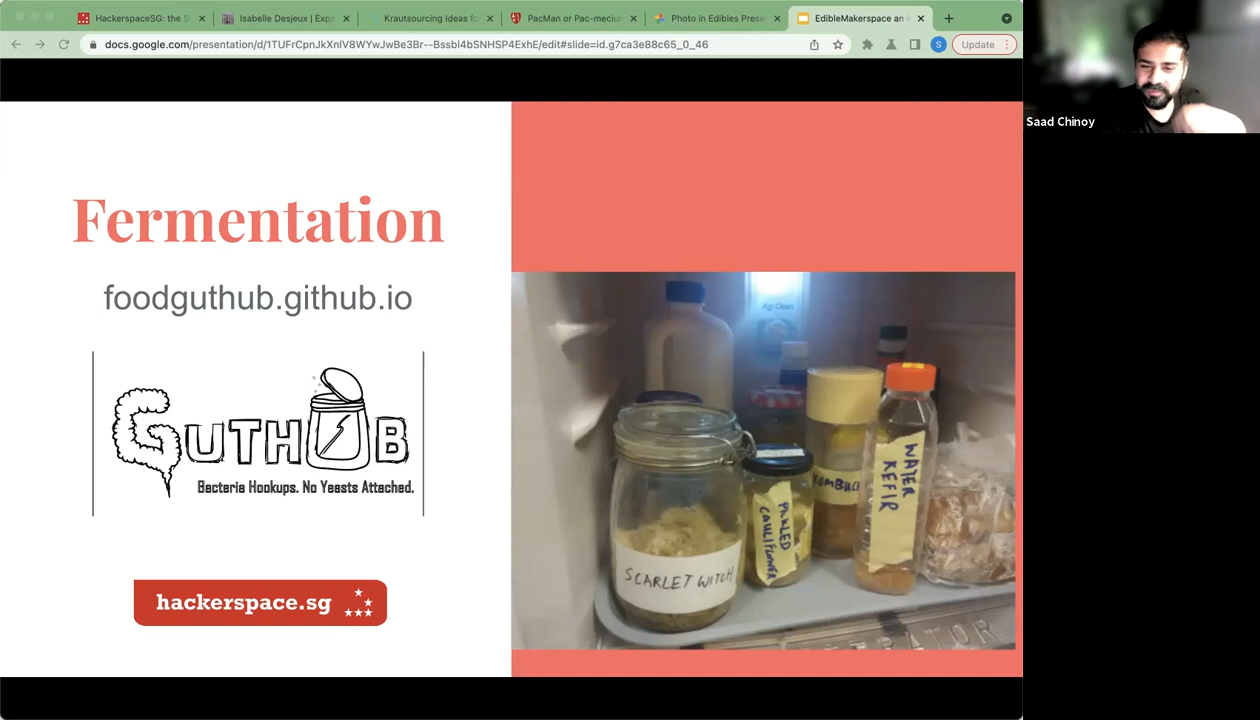 HackerspaceSG: the S
Isabelle Desjeux | Expe
Krautsourcing Ideas fo
PacMan or Pac-mecium
Photo in Edibles Prese
EdibleMakerspace an i
docs.google.com/presentation/d/1TUFrCpnJkXnlV8WYwJwBe3Br--Bssbl4bSNHSP4ExhE/edit#slide=id.g7ca3e88c65_0_46
S
Update
Saad Chinoy
Fermentation
foodguthub.github.io
GUTHUB
Bacteria Hookups. No Yeasts Attached.
hackerspace.sg
SCARLET WITCH
PICKLED
CAULIFLOWER
KOMBUCH
WATER
KEFIR